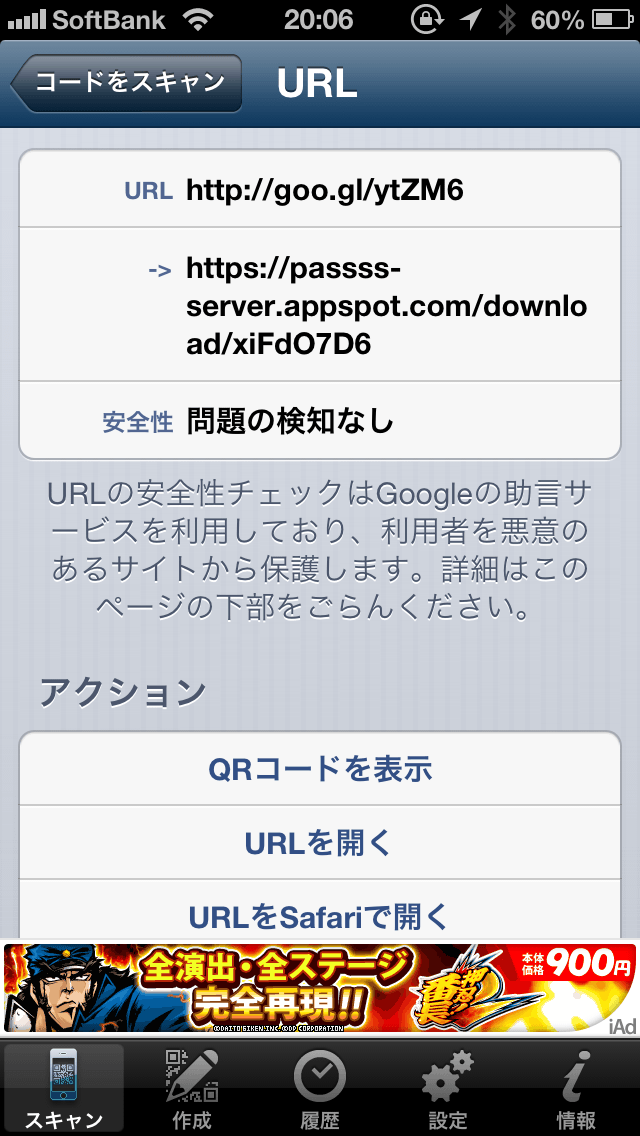 SoftBank 20:06 60%
コードをスキャン URL
URL http://goo.gl/ytZM6
-> https://passss-
server.appspot.com/downlo
ad/xiFdO7D6
安全性 問題の検知なし
URLの安全性チェックはGoogleの助言サ
ービスを利用しており、利用者を悪意の
あるサイトから保護します。詳細はこの
ページの下部をごらんください。
アクション
QRコードを表示
URLを開く
URLをSafariで開く
全演出・全ステージ
完全再現!!
押忍!!
番長2
本体
価格 900円
©DAITO GIKEN,INC. ©DP CORPORATION
iAd
スキャン 作成 履歴 設定 情報